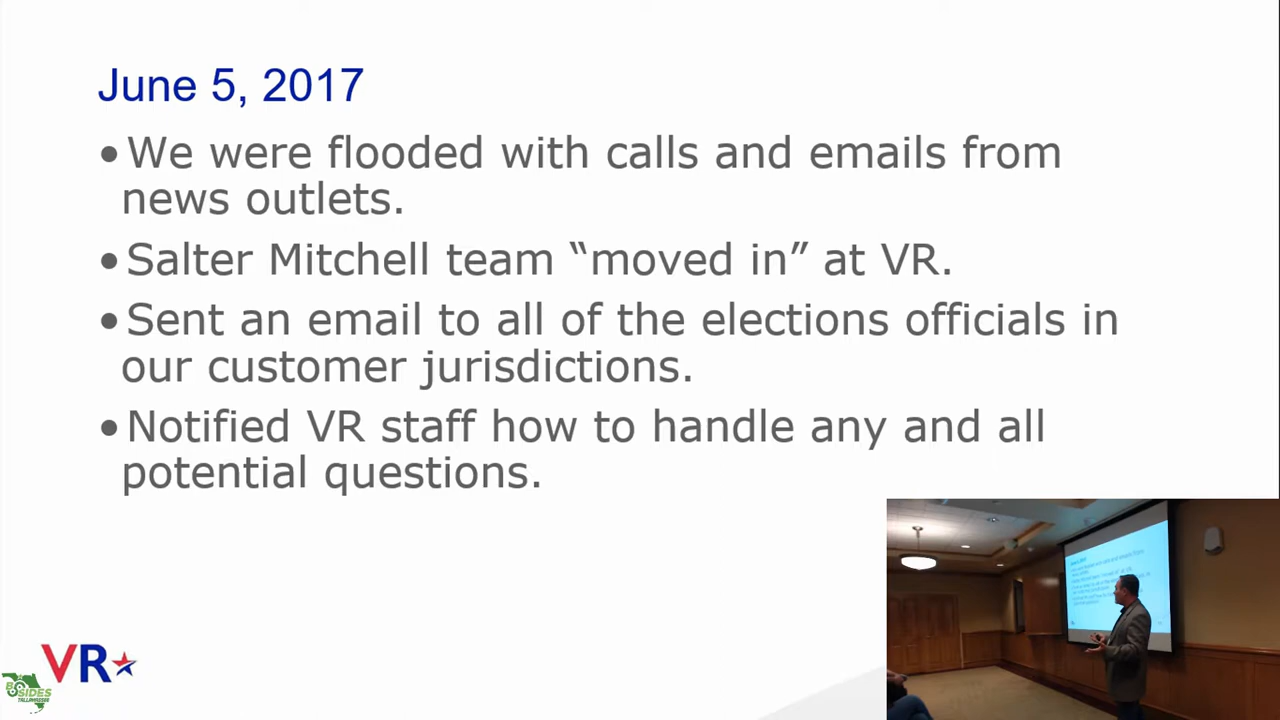 June 5, 2017
•We were flooded with calls and emails from
news outlets.
•Salter Mitchell team “moved in” at VR.
•Sent an email to all of the elections officials in
our customer jurisdictions.
•Notified VR staff how to handle any and all
potential questions.
VR
BSIDES
TALLAHASSEE